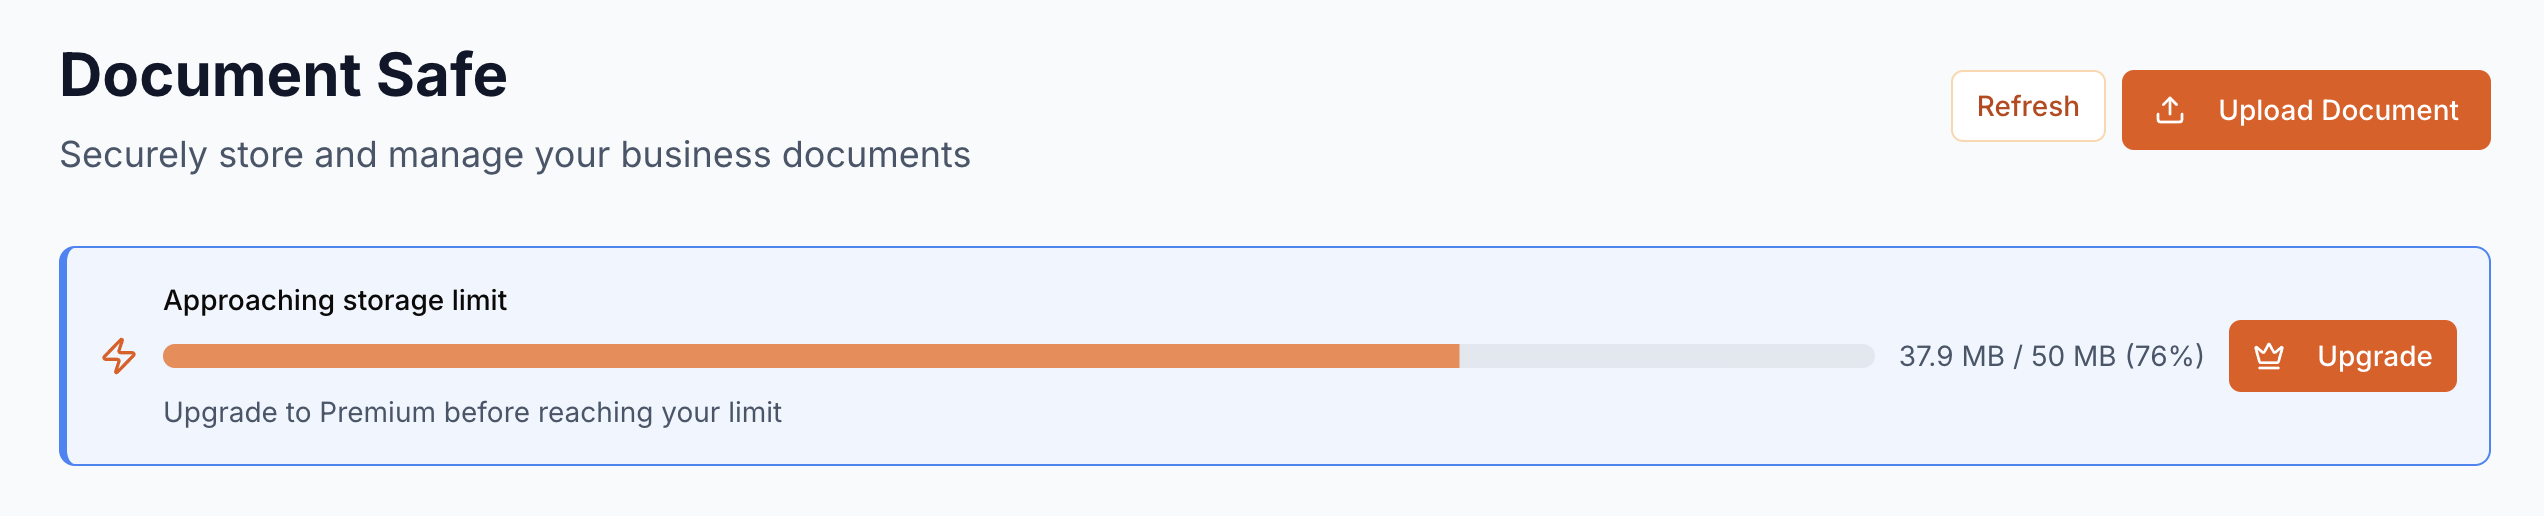 Document Safe
Securely store and manage your business documents
Refresh
Upload Document
Approaching storage limit
37.9 MB / 50 MB (76%)
Upgrade
Upgrade to Premium before reaching your limit